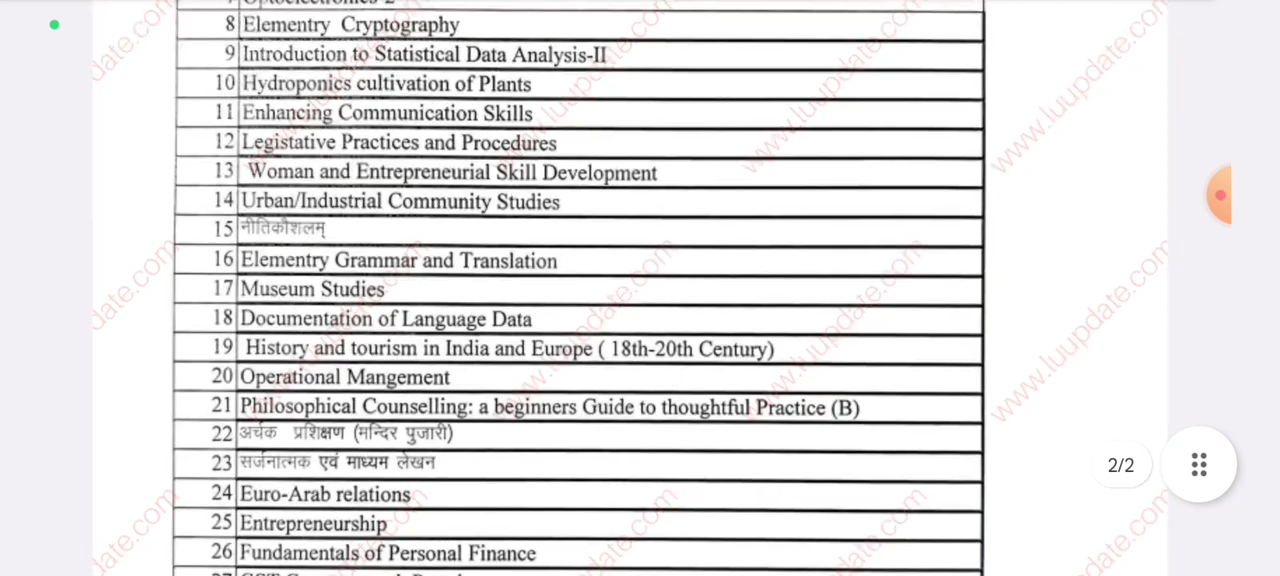 Optoelectronics-2
8 Elementry Cryptography
9 Introduction to Statistical Data Analysis-II
10 Hydroponics cultivation of Plants
11 Enhancing Communication Skills
12 Legistative Practices and Procedures
13 Woman and Entrepreneurial Skill Development
14 Urban/Industrial Community Studies
15 नीतिकौशलम्
16 Elementry Grammar and Translation
17 Museum Studies
18 Documentation of Language Data
19 History and tourism in India and Europe ( 18th-20th Century)
20 Operational Mangement
21 Philosophical Counselling: a beginners Guide to thoughtful Practice (B)
22 अर्चक प्रशिक्षण (मन्दिर पुजारी)
23 सर्जनात्मक एवं माध्यम लेखन
2/2
24 Euro-Arab relations
25 Entrepreneurship
26 Fundamentals of Personal Finance
www.luupdate.com